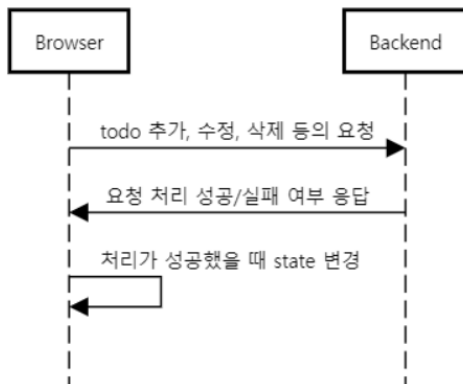 Browser
Backend
todo 추가, 수정, 삭제 등의 요청
요청 처리 성공/실패 여부 응답
처리가 성공했을 때 state 변경